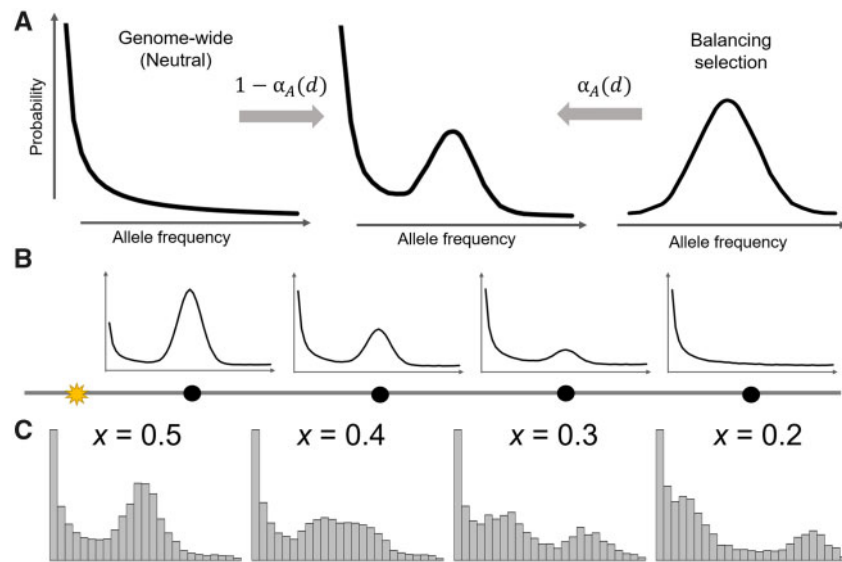 A
Probability
Genome-wide
(Neutral)
Allele frequency
1 − α_A(d)
Allele frequency
α_A(d)
Balancing
selection
Allele frequency
B
C
x = 0.5
x = 0.4
x = 0.3
x = 0.2